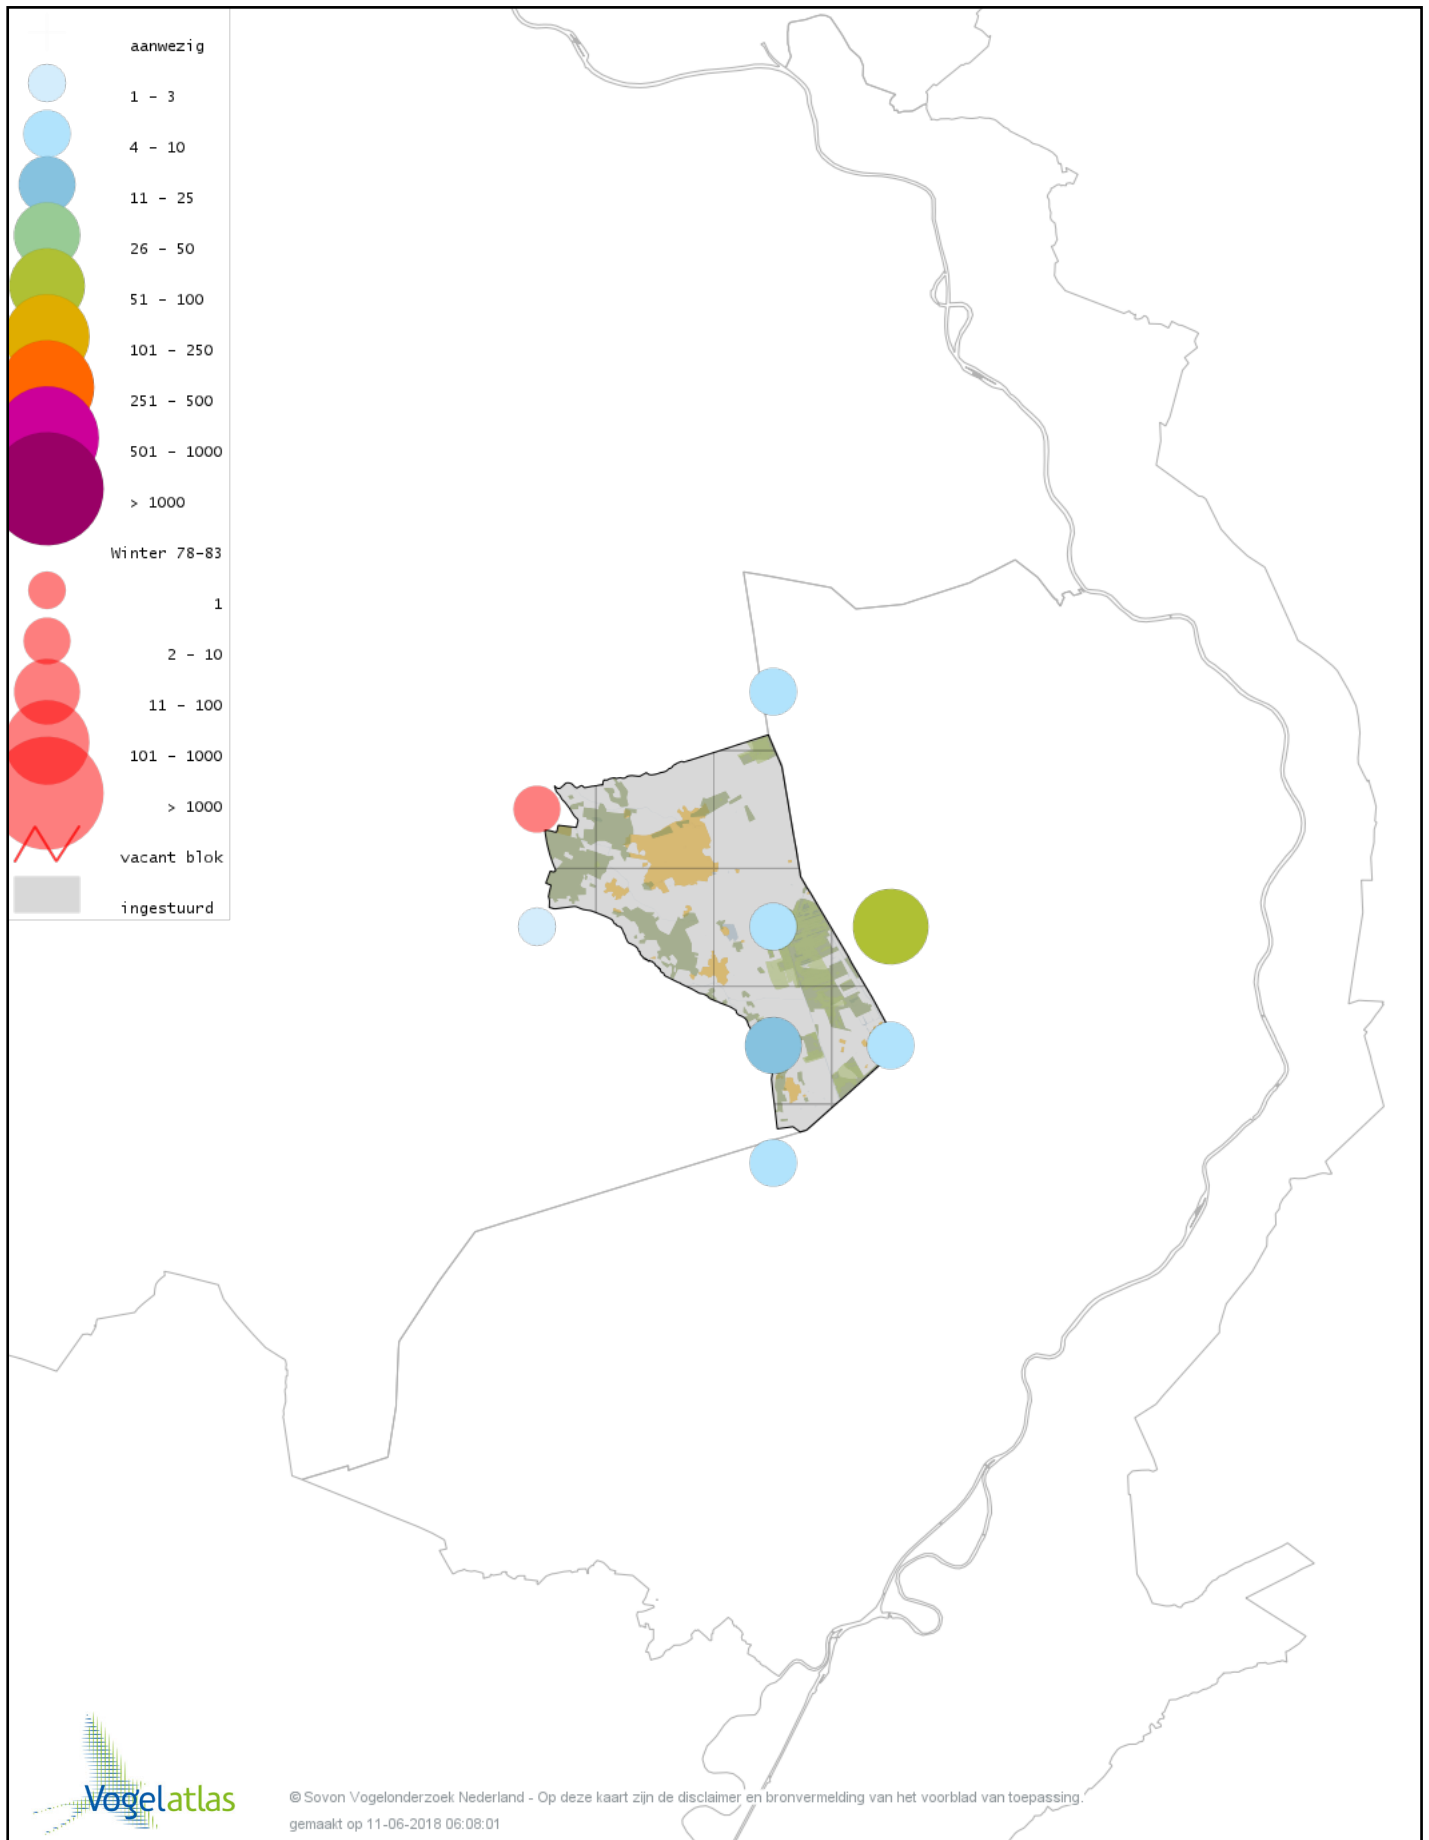 aanwezig
1 - 3
4 - 10
11 - 25
26 - 50
51 - 100
101 - 250
251 - 500
501 - 1000
> 1000
Winter 78-83
1
2 - 10
11 - 100
101 - 1000
> 1000
vacant blok
ingestuurd
Vogelatlas
© Sovon Vogelonderzoek Nederland - Op deze kaart zijn de disclaimer en bronvermelding van het voorblad van toepassing.
gemaakt op 11-06-2018 06:08:01